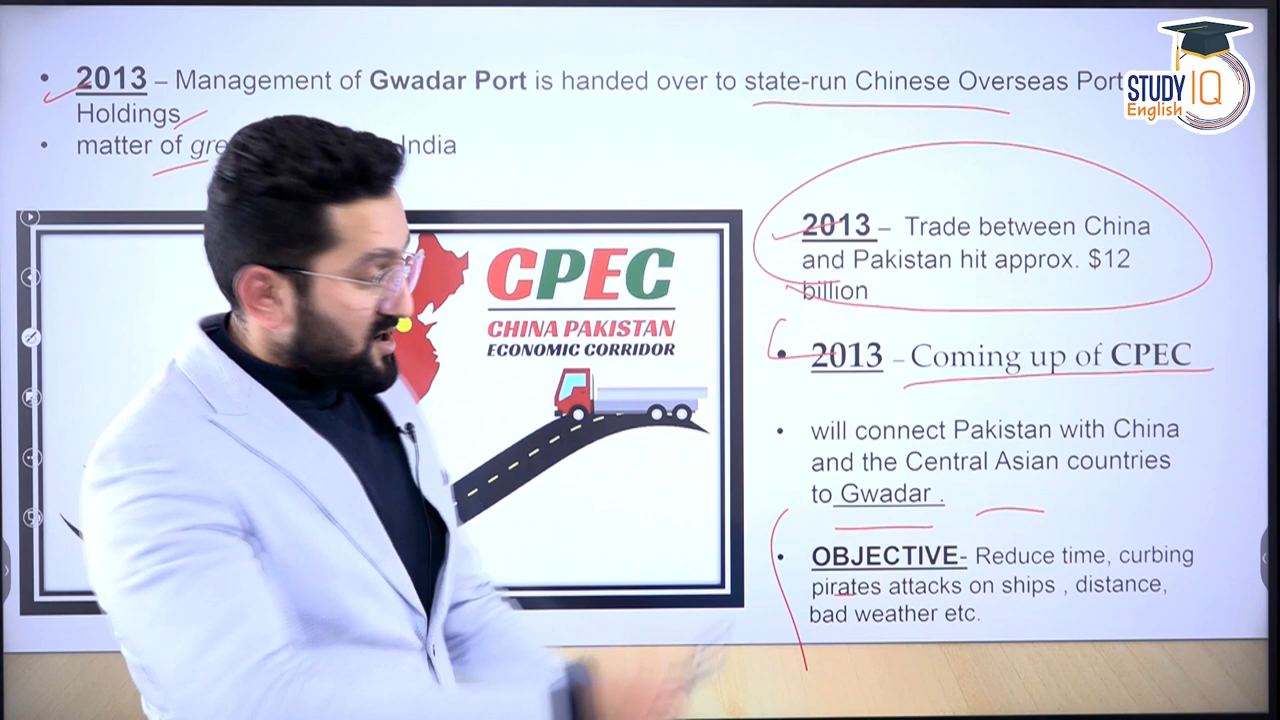 • 2013 – Management of Gwadar Port is handed over to state-run Chinese Overseas Port
Holdings
• matter of India
STUDY IQ
English
2013 – Trade between China
and Pakistan hit approx. $12
billion
CPEC
CHINA PAKISTAN
ECONOMIC CORRIDOR
• 2013 – Coming up of CPEC
• will connect Pakistan with China
and the Central Asian countries
to Gwadar .
• OBJECTIVE- Reduce time, curbing
pirates attacks on ships , distance,
bad weather etc.